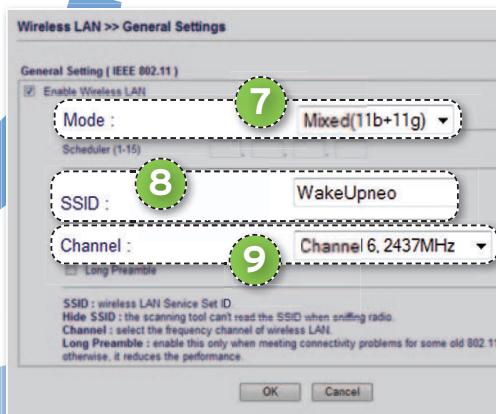 Wireless LAN >> General Settings
General Setting ( IEEE 802.11 )
Enable Wireless LAN
7
Mode : Mixed(11b+11g)
Scheduler (1-15)
8
SSID : WakeUpneo
Channel : Channel 6, 2437MHz
9
Long Preamble
SSID : wireless LAN Service Set ID.
Hide SSID : the scanning tool can't read the SSID when sniffing radio.
Channel : select the frequency channel of wireless LAN.
Long Preamble : enable this only when meeting connectivity problems for some old 802.11
otherwise, it reduces the performance.
OK Cancel